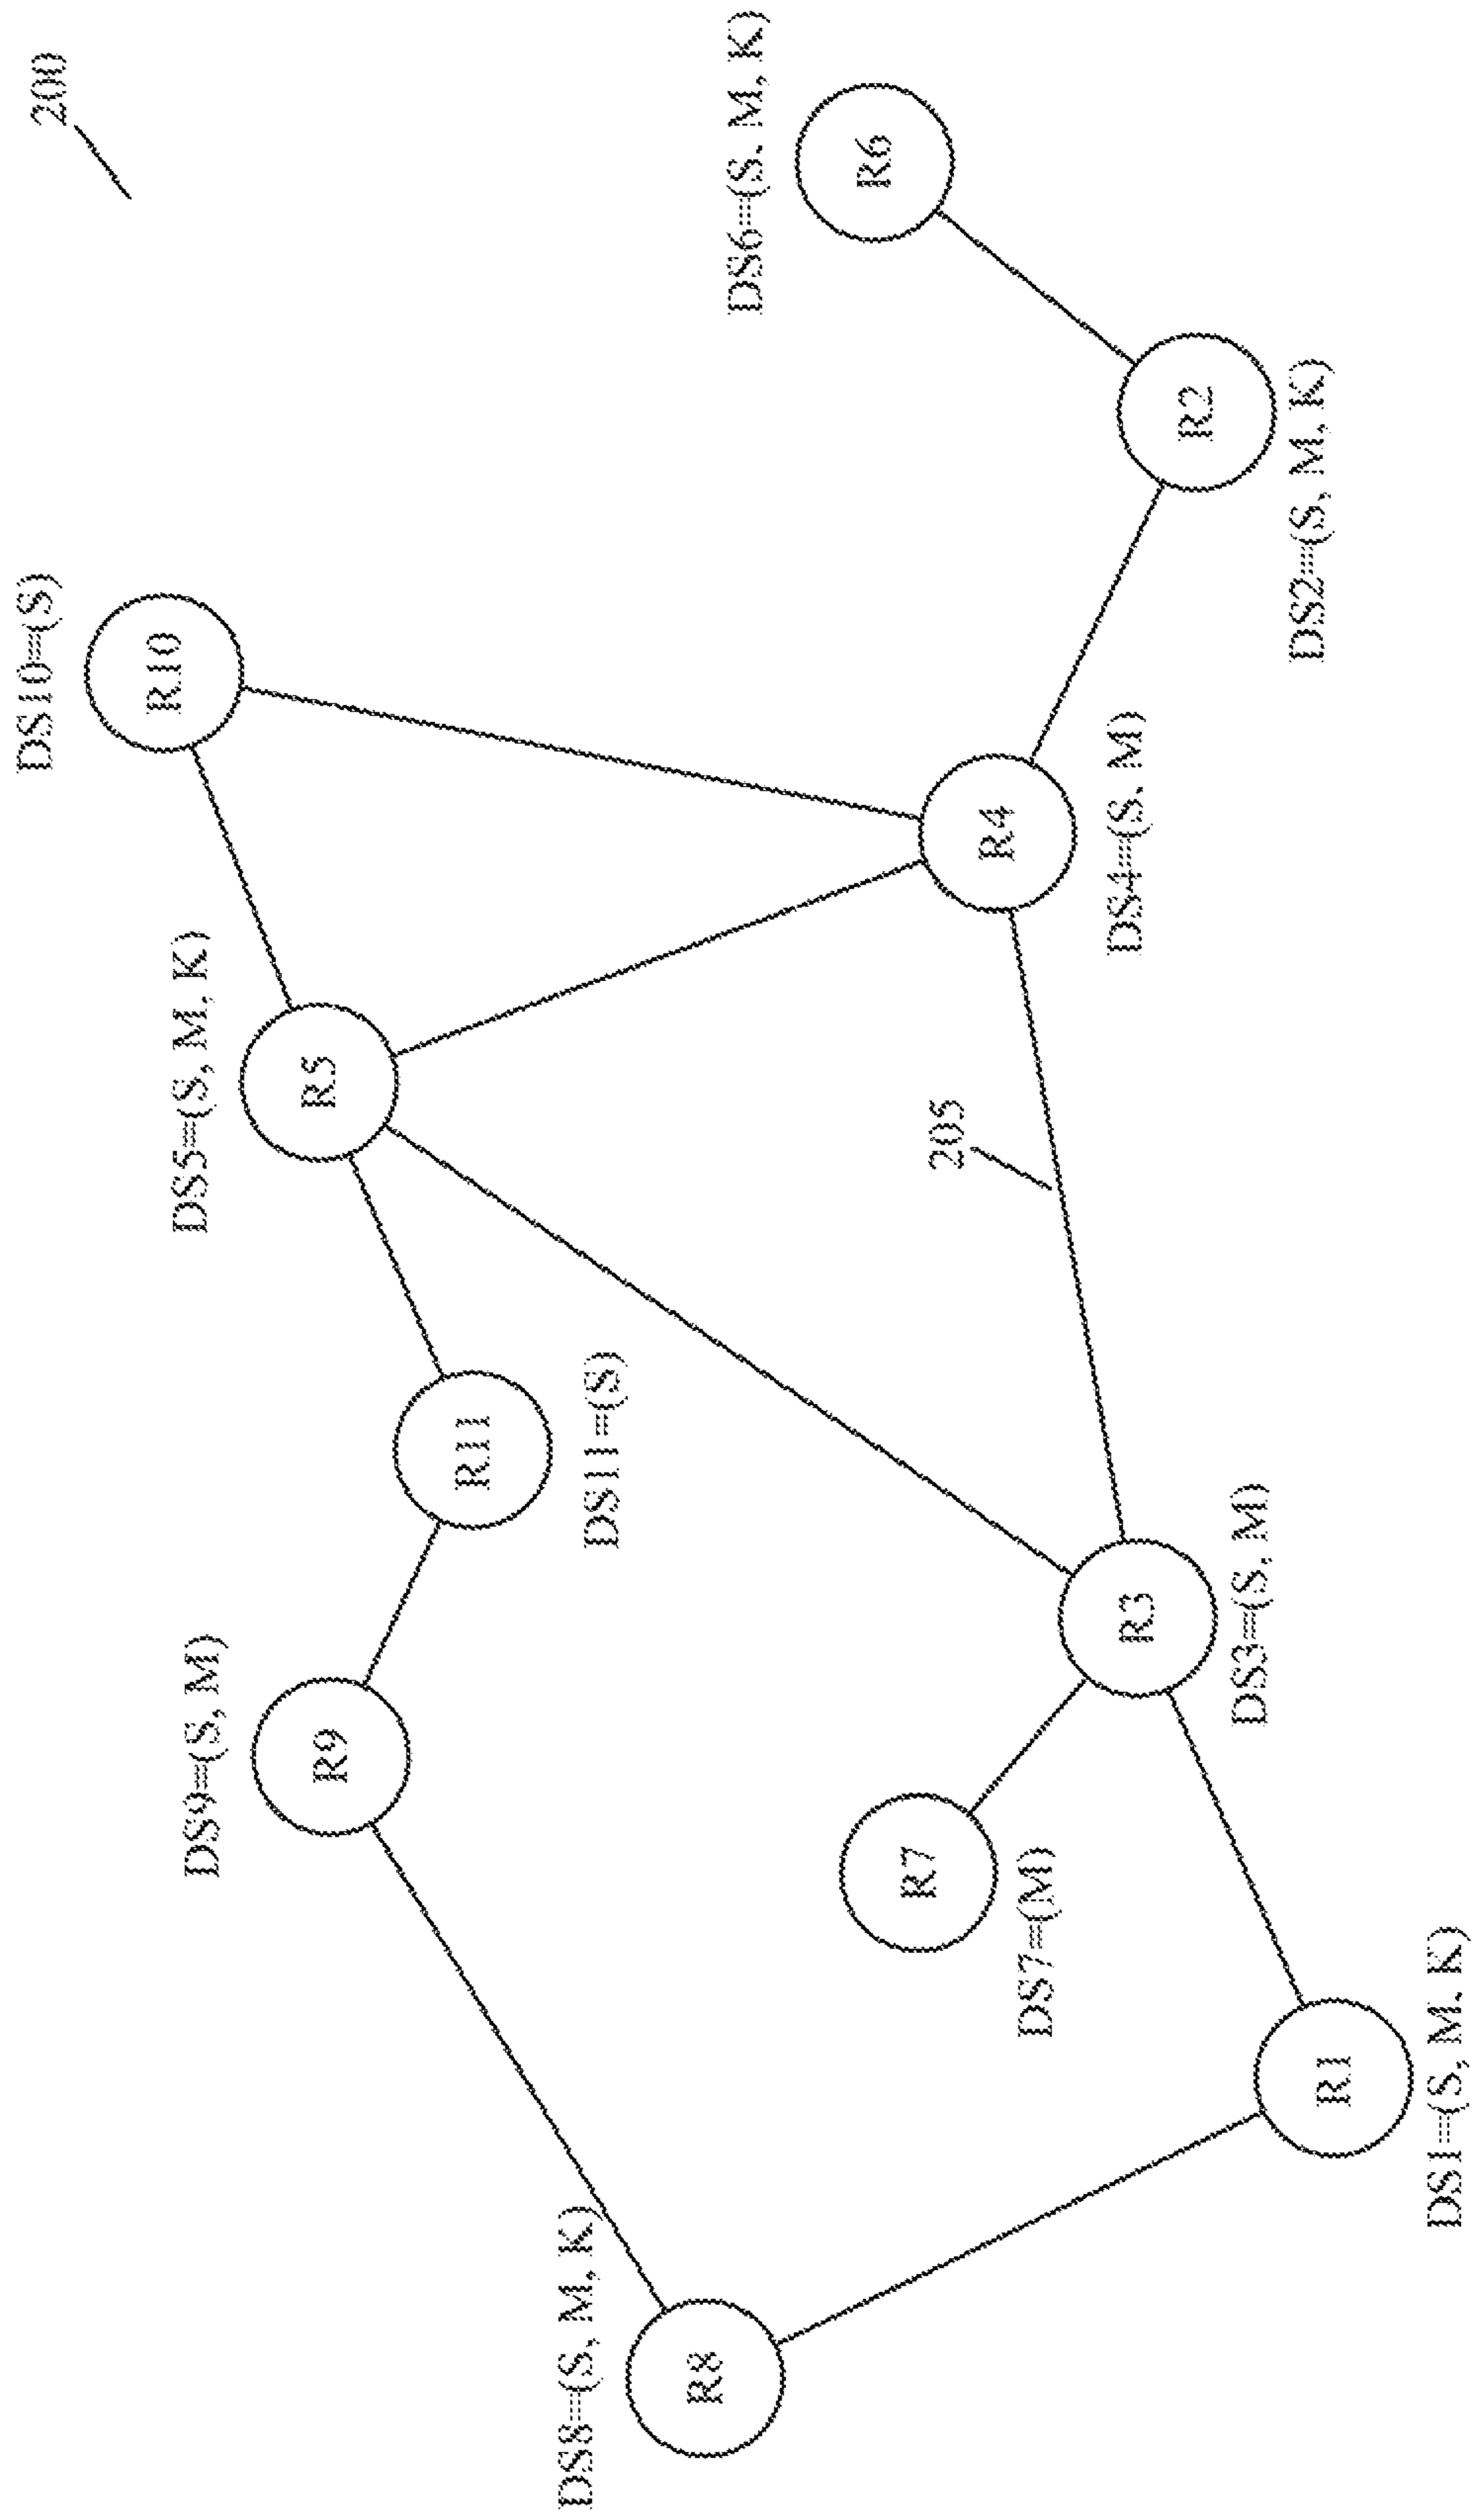 200
DS10=(S)
R10
DS5=(S, M, K)
R5
DS9=(S, M)
R9
R11
DS11=(S)
DS8=(S, M, K)
R8
DS6=(S, M, K)
R6
R7
DS7=(M)
205
R4
DS4=(S, M)
R2
DS2=(S, M, K)
R3
DS3=(S, M)
R1
DS1=(S, M, K)